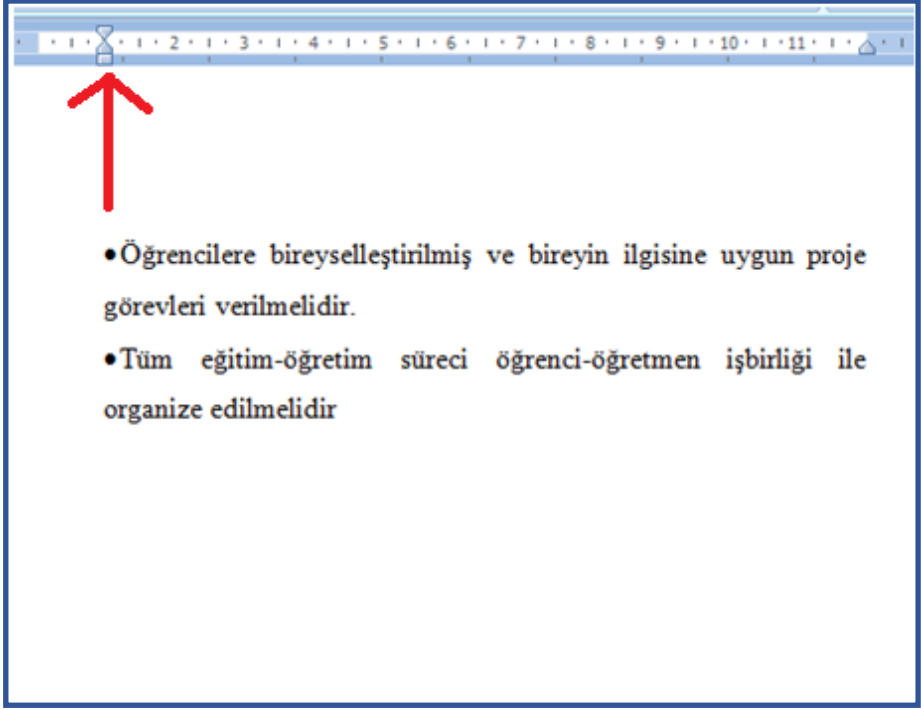 2 3 4 5 6 7 8 9 10 11
•Öğrencilere bireyselleştirilmiş ve bireyin ilgisine uygun proje
görevleri verilmelidir.
•Tüm eğitim-öğretim süreci öğrenci-öğretmen işbirliği ile
organize edilmelidir